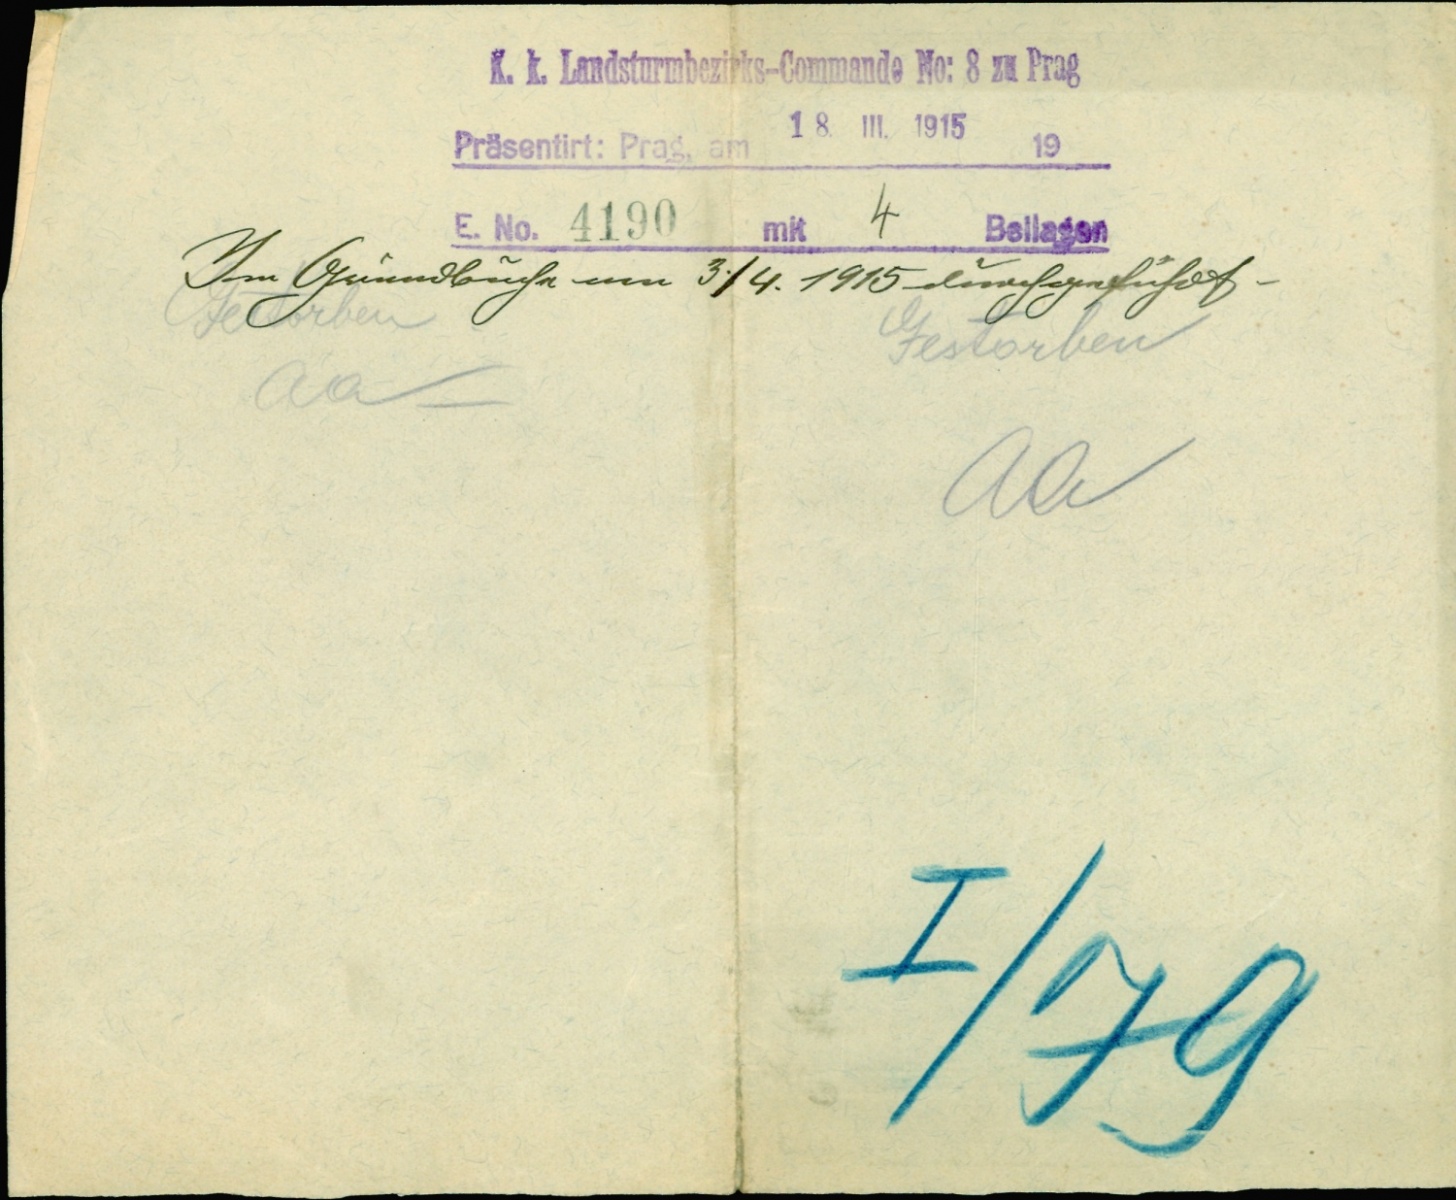 K. k. Landsturmbezirks-Commando No: 8 zu Prag
Präsentirt: Prag, am 18. III. 1915 19
E. No. 4190 mit 4 Beilagen
Im Grundbuche am 3/4. 1915 durchgeführt -
Gestorben Gestorben
aa
I/79